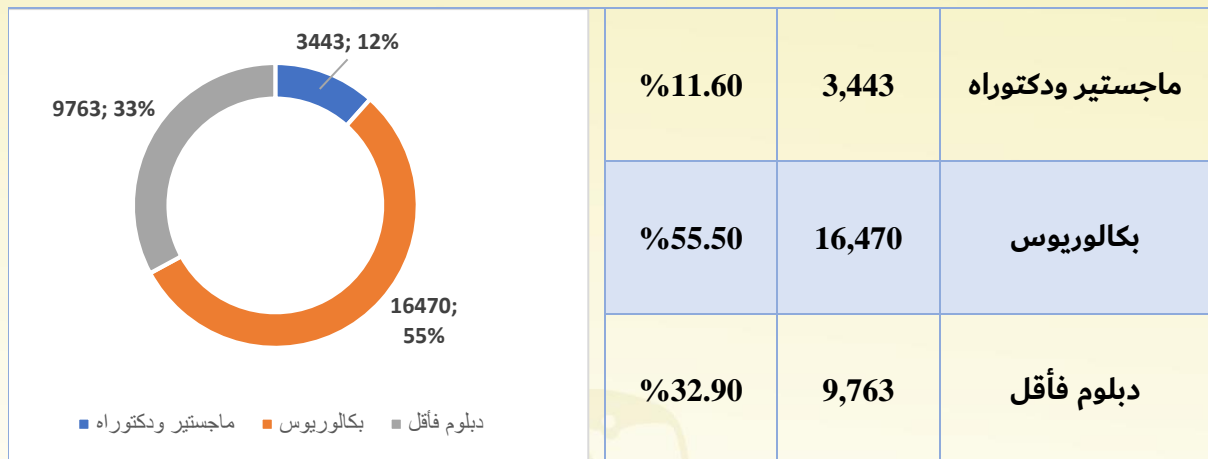 3443; 12%
9763; 33%
16470;
55%
ماجستير ودكتوراه
بكالوريوس
دبلوم فأقل
ماجستير ودكتوراه 3,443 %11.60
بكالوريوس 16,470 %55.50
دبلوم فأقل 9,763 %32.90